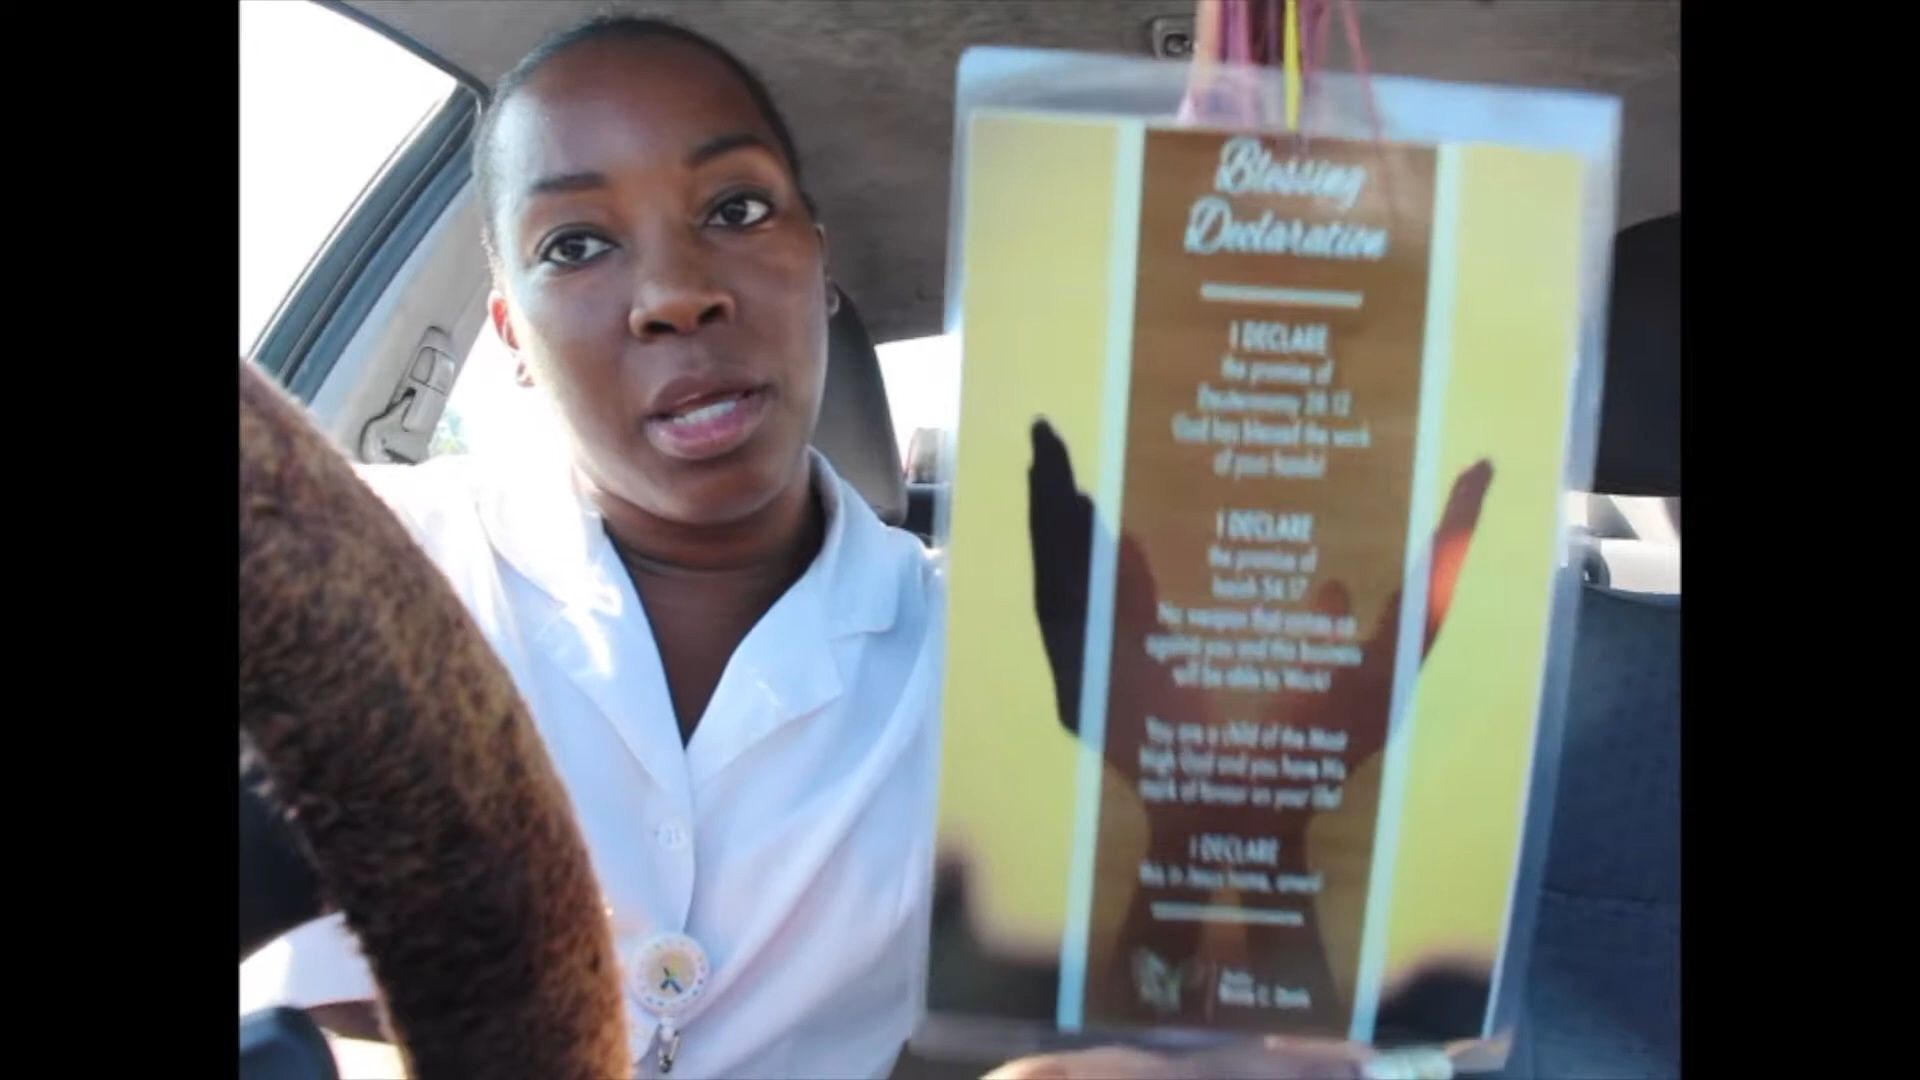 Blessing
Declaration
I DECLARE
the promise of
Deuteronomy 28:12
God has blessed the work
of your hands!
I DECLARE
the promise of
Isaiah 54:17
No weapon that comes
against you and this business
will be able to Work!
You are a child of the Most
high God and you have His
mark of favour on your life!
I DECLARE
this in Jesus name, amen!